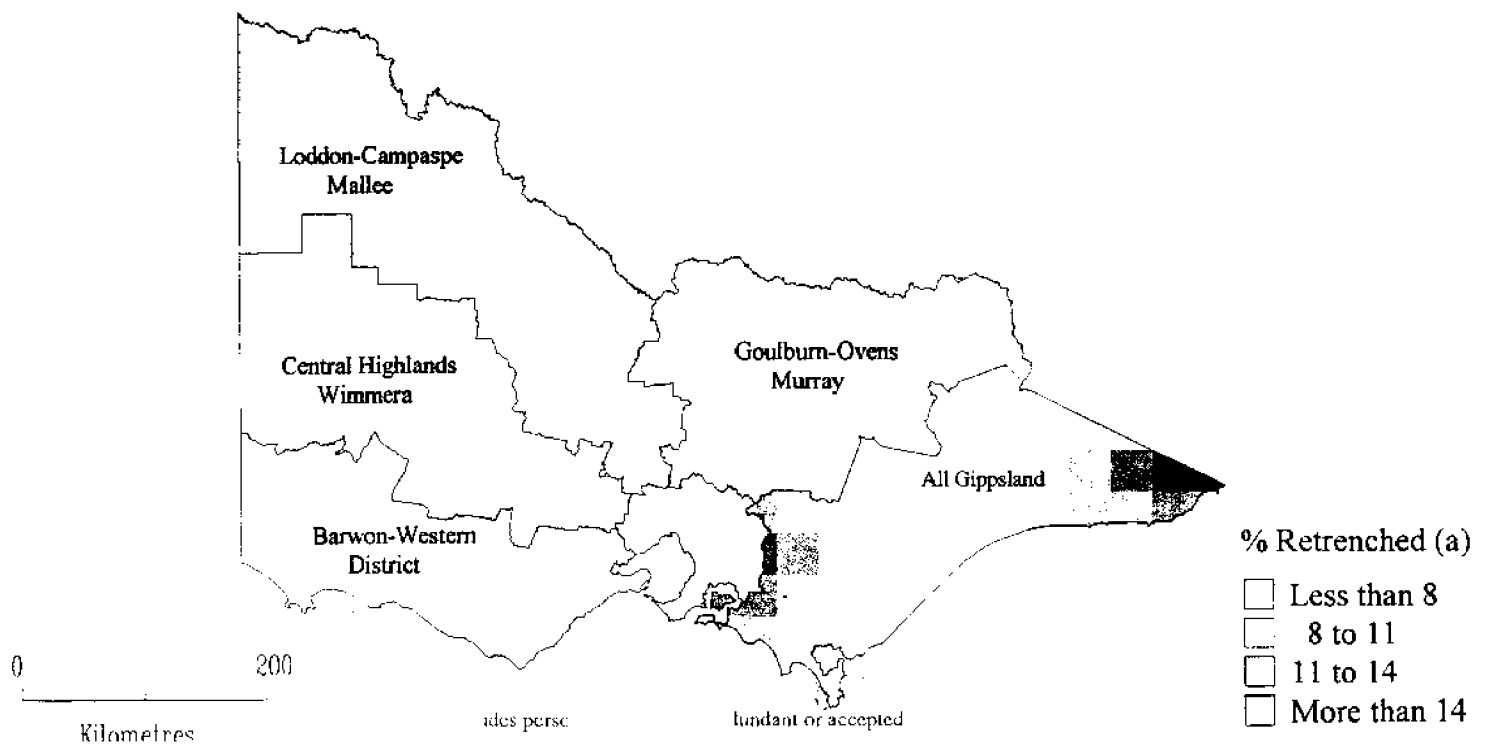 Loddon-Campaspe
Mallee
Central Highlands
Wimmera
Goulburn-Ovens
Murray
All Gippsland
Barwon-Western
District
% Retrenched (a)
Less than 8
8 to 11
11 to 14
More than 14
0 200
Kilometres
or accepted